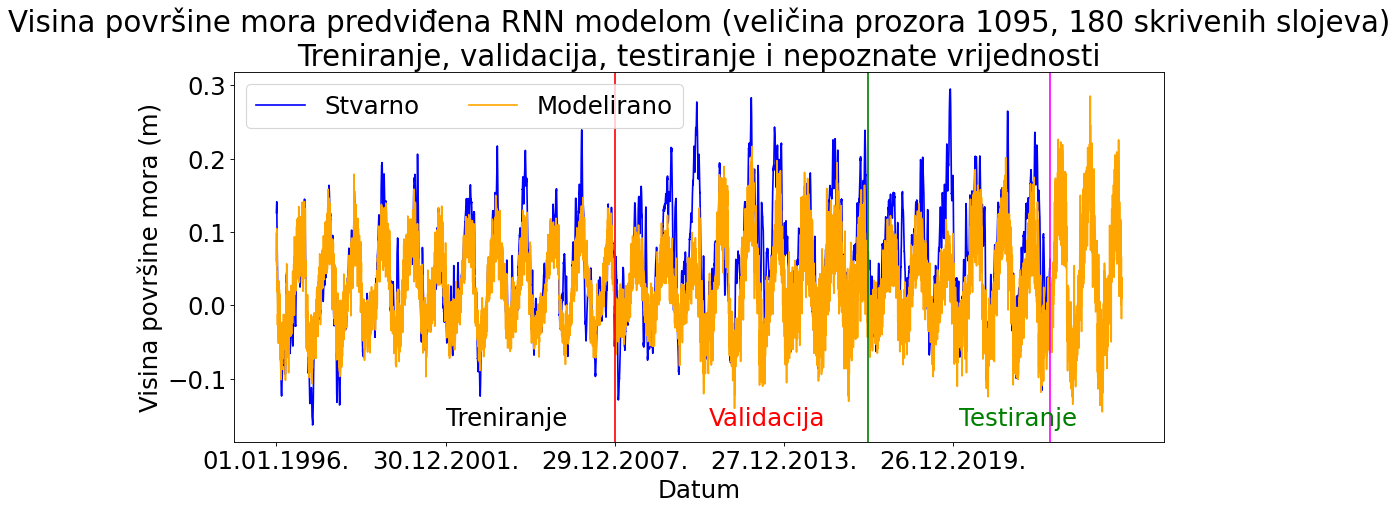 Visina površine mora predviđena RNN modelom (veličina prozora 1095, 180 skrivenih slojeva)
Treniranje, validacija, testiranje i nepoznate vrijednosti
Stvarno
Modelirano
Visina površine mora (m)
0.3
0.2
0.1
0.0
−0.1
Treniranje
Validacija
Testiranje
01.01.1996.
30.12.2001.
29.12.2007.
27.12.2013.
26.12.2019.
Datum